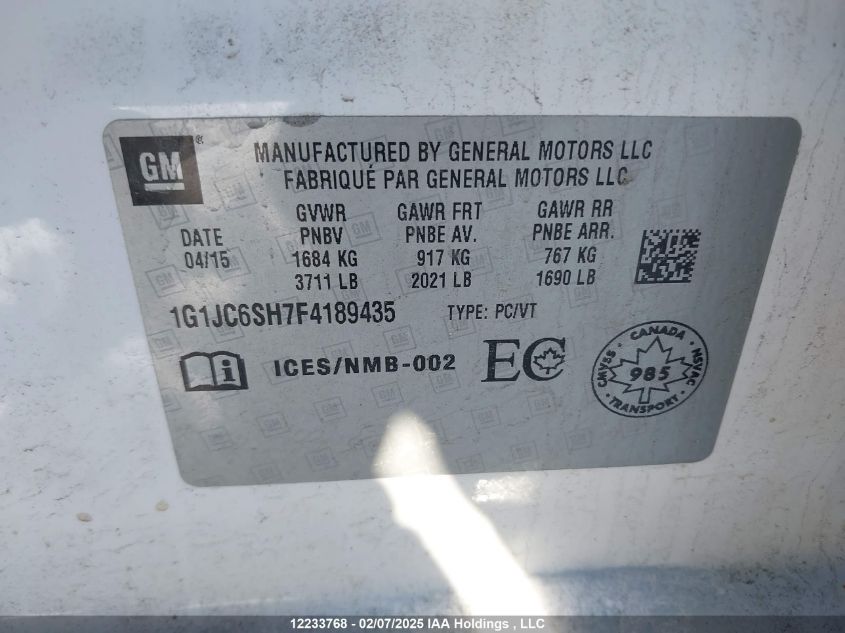 GM®
MANUFACTURED BY GENERAL MOTORS LLC
FABRIQUÉ PAR GENERAL MOTORS LLC
GVWR GAWR FRT GAWR RR
DATE PNBV PNBE AV. PNBE ARR.
04/15 1684 KG 917 KG 767 KG
3711 LB 2021 LB 1690 LB
1G1JC6SH7F4189435 TYPE: PC/VT
i ICES/NMB-002 EC
CANADA
CMVSS 985 NSVAC
TRANSPORT
12233768 - 02/07/2025 IAA Holdings , LLC